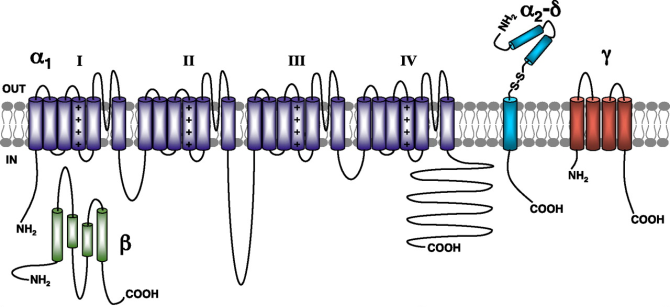 α₁ I II III IV α₂-δ γ
NH₂
OUT
-S-S-
+ + + +
+ + + +
+ + + +
+ + + +
IN
NH₂
COOH
COOH
NH₂
β
COOH
NH₂
COOH